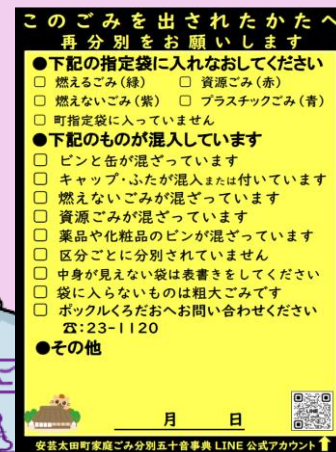 このごみを出されたかたへ
再分別をお願いします
●下記の指定袋に入れなおしてください
□ 燃えるごみ(緑) □ 資源ごみ(赤)
□ 燃えないごみ(紫) □ プラスチックごみ(青)
□ 町指定袋に入っていません
●下記のものが混入しています
□ ビンと缶が混ざっています
□ キャップ・ふたが混入または付いています
□ 燃えないごみが混ざっています
□ 資源ごみが混ざっています
□ 薬品や化粧品のビンが混ざっています
□ 区分ごとに分別されていません
□ 中身が見えない袋は表書きをしてください
□ 袋に入らないものは粗大ごみです
□ ポックルくろだおへお問い合わせください
☎:23-1120
●その他
月 日
安芸太田町家庭ごみ分別五十音事典 LINE 公式アカウント↑